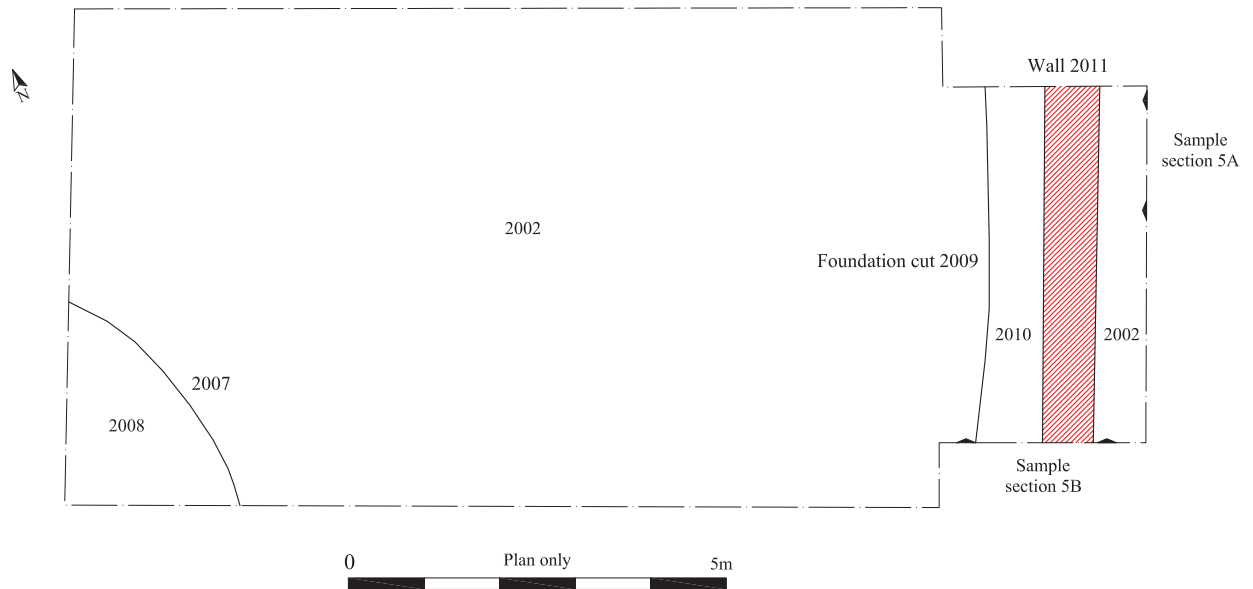 Wall 2011
N
Sample
section 5A
2002
Foundation cut 2009
2010
2002
2007
2008
Sample
section 5B
0
Plan only
5m